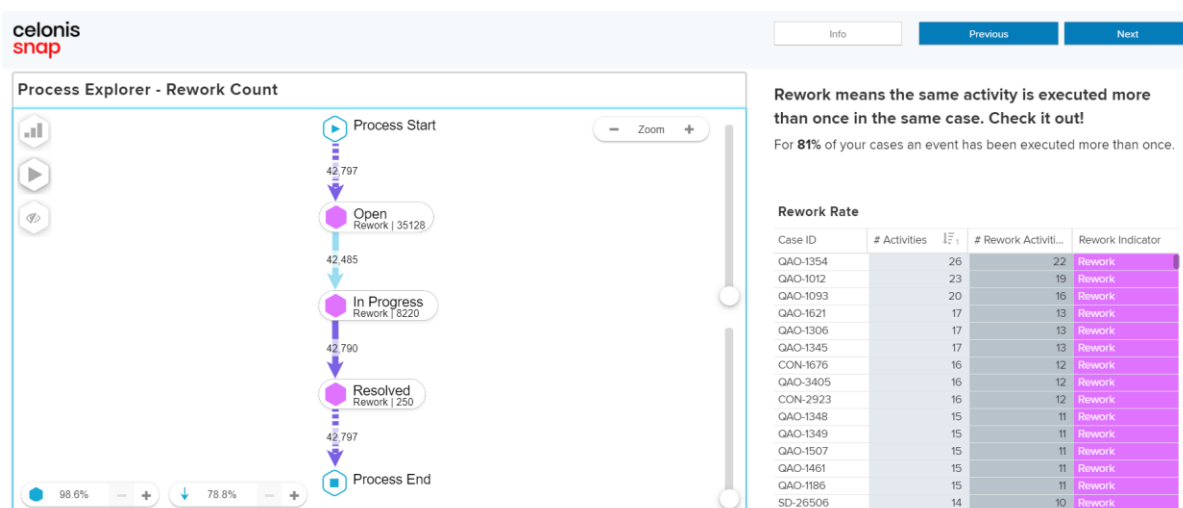 celonis
snap
Info
Previous
Next
Process Explorer - Rework Count
Process Start
Zoom
42,797
Open
Rework | 35128
42,485
In Progress
Rework | 8220
42,790
Resolved
Rework | 250
42,797
Process End
98.6%
78.8%
Rework means the same activity is executed more
than once in the same case. Check it out!
For 81% of your cases an event has been executed more than once.
Rework Rate
Case ID # Activities 1 # Rework Activiti... Rework Indicator
QAO-1354 26 22 Rework
QAO-1012 23 19 Rework
QAO-1093 20 16 Rework
QAO-1621 17 13 Rework
QAO-1306 17 13 Rework
QAO-1345 17 13 Rework
CON-1676 16 12 Rework
QAO-3405 16 12 Rework
CON-2923 16 12 Rework
QAO-1348 15 11 Rework
QAO-1349 15 11 Rework
QAO-1507 15 11 Rework
QAO-1461 15 11 Rework
QAO-1186 15 11 Rework
SD-26506 14 10 Rework